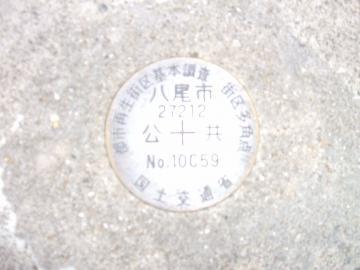 都市再生街区基本調査 街区多角点
八尾市
27212
公 共
No.10C59
国土交通省